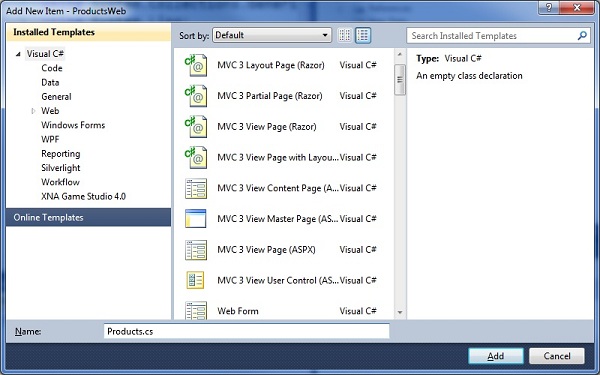 Add New Item - ProductsWeb
Installed Templates
Visual C#
Code
Data
General
Web
Windows Forms
WPF
Reporting
Silverlight
Workflow
XNA Game Studio 4.0
Online Templates
Sort by: Default
MVC 3 Layout Page (Razor) Visual C#
MVC 3 Partial Page (Razor) Visual C#
MVC 3 View Page (Razor) Visual C#
MVC 3 View Page with Layou... Visual C#
MVC 3 View Content Page (A... Visual C#
MVC 3 View Master Page (AS... Visual C#
MVC 3 View Page (ASPX) Visual C#
MVC 3 View User Control (AS... Visual C#
Web Form Visual C#
Search Installed Templates
Type: Visual C#
An empty class declaration
Name: Products.cs
Add Cancel